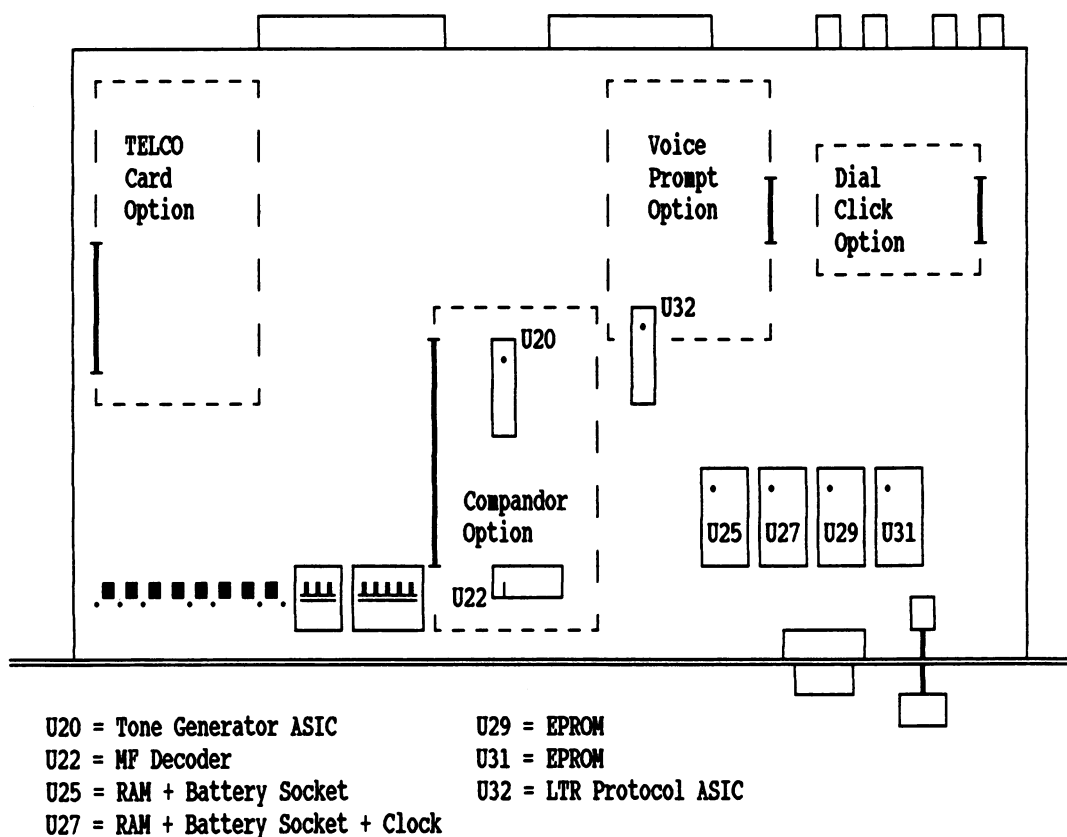 TELCO
Card
Option
Voice
Prompt
Option
Dial
Click
Option
U32
U20
Compandor
Option
U22
U25 U27 U29 U31
U20 = Tone Generator ASIC
U22 = MF Decoder
U25 = RAM + Battery Socket
U27 = RAM + Battery Socket + Clock
U29 = EPROM
U31 = EPROM
U32 = LTR Protocol ASIC